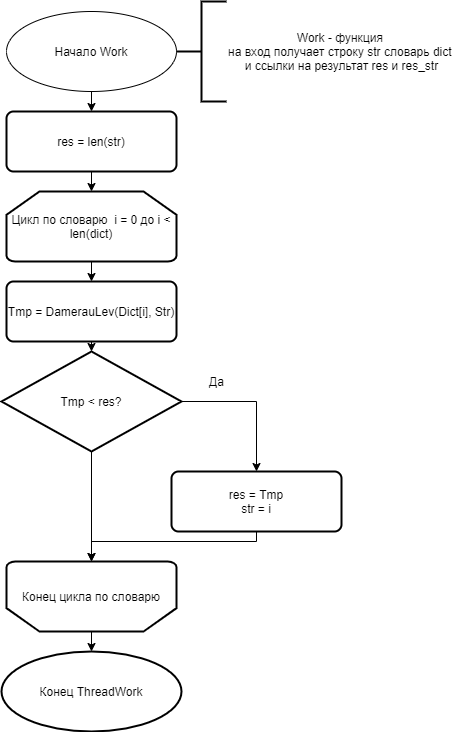 Начало Work
Work - функция
на вход получает строку str словарь dict
и ссылки на результат res и res_str
res = len(str)
Цикл по словарю i = 0 до i <
len(dict)
Tmp = DamerauLev(Dict[i], Str)
Tmp < res?
Да
res = Tmp
str = i
Конец цикла по словарю
Конец ThreadWork